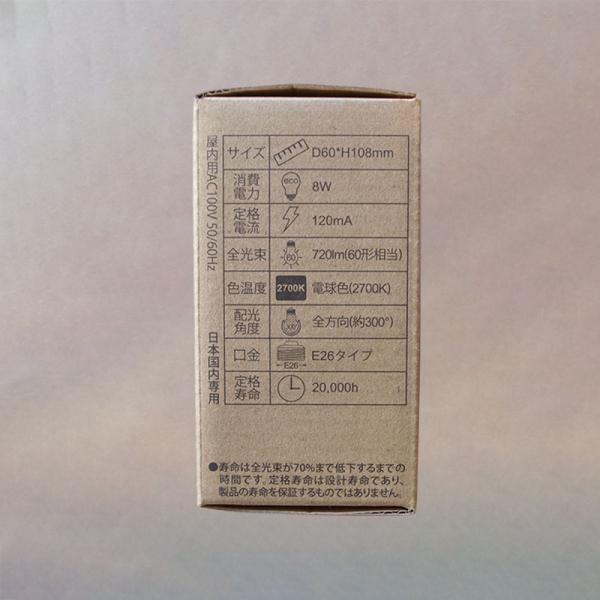 屋内用AC100V 50/60Hz
日本国内専用
サイズ D60*H108mm
消費電力 eco 8W
定格電流 120mA
全光束 60 720lm(60形相当)
色温度 2700K 電球色(2700K)
配光角度 全方向(約300°)
口金 E26 E26タイプ
定格寿命 20,000h
●寿命は全光束が70%まで低下するまでの
時間です。定格寿命は設計寿命であり、
製品の寿命を保証するものではありません。